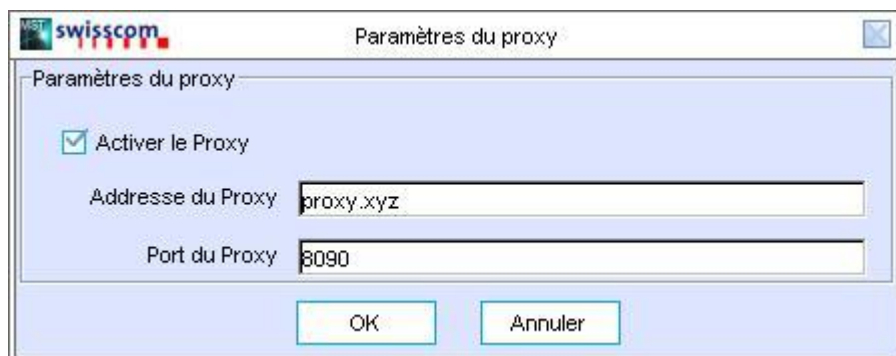 MST swisscom Paramètres du proxy
Paramètres du proxy
Activer le Proxy
Addresse du Proxy proxy.xyz
Port du Proxy 8090
OK Annuler